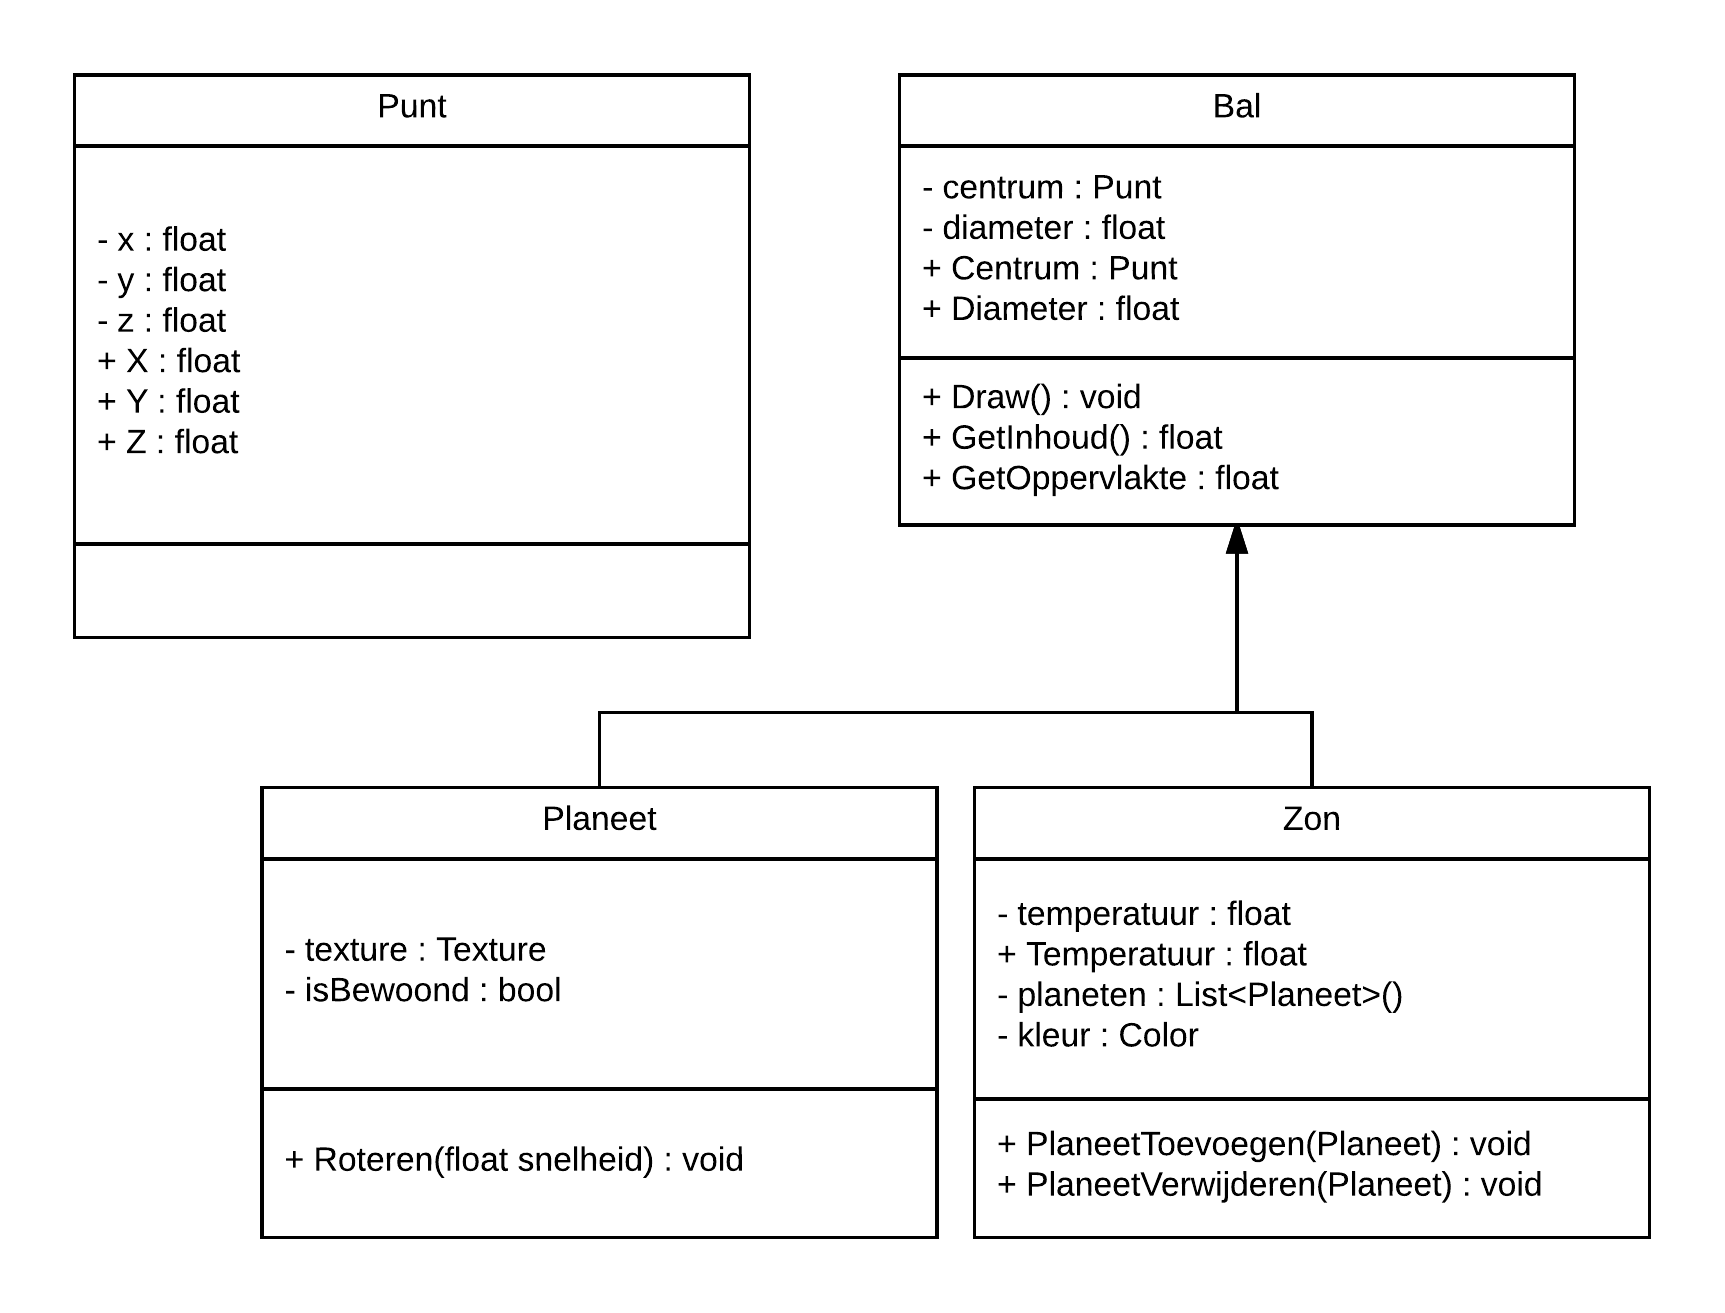 Punt
- x : float
- y : float
- z : float
+ X : float
+ Y : float
+ Z : float
Bal
- centrum : Punt
- diameter : float
+ Centrum : Punt
+ Diameter : float
+ Draw() : void
+ GetInhoud() : float
+ GetOppervlakte : float
Planeet
- texture : Texture
- isBewoond : bool
+ Roteren(float snelheid) : void
Zon
- temperatuur : float
+ Temperatuur : float
- planeten : List<Planeet>()
- kleur : Color
+ PlaneetToevoegen(Planeet) : void
+ PlaneetVerwijderen(Planeet) : void